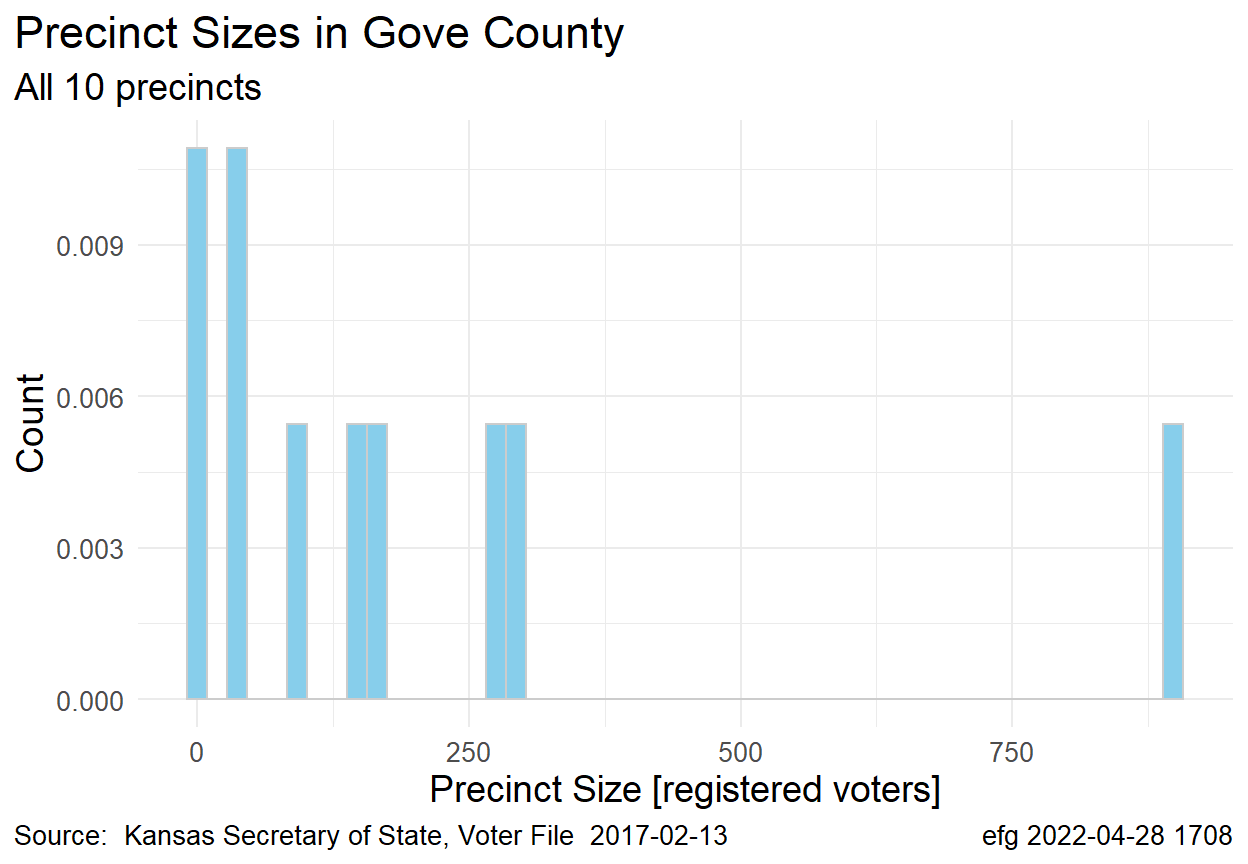 Precinct Sizes in Gove County
All 10 precincts
Count
0.009
0.006
0.003
0.000
0 250 500 750
Precinct Size [registered voters]
Source:  Kansas Secretary of State, Voter File  2017-02-13
efg 2022-04-28 1708